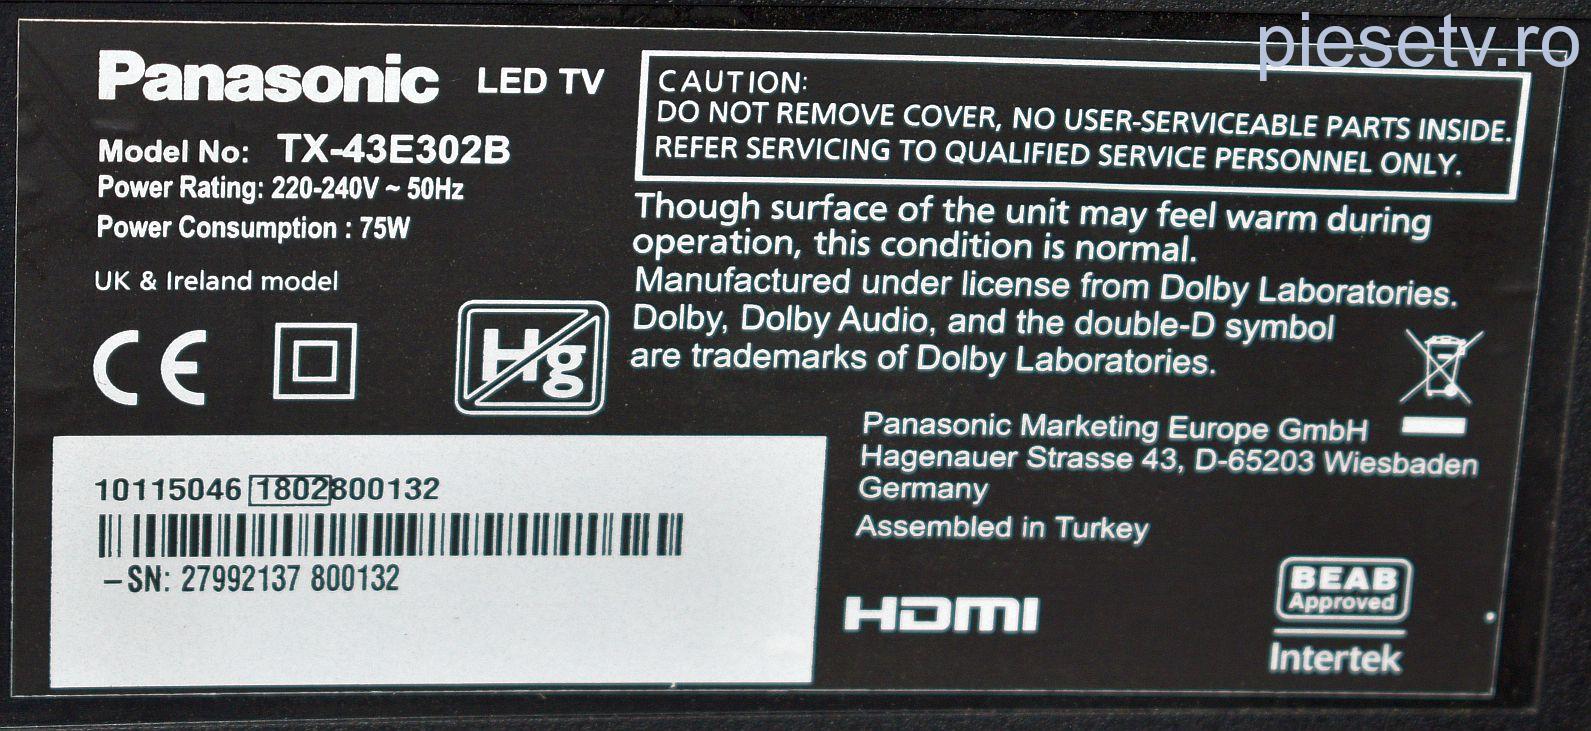 piesetv.ro
Panasonic LED TV
Model No: TX-43E302B
Power Rating: 220-240V ~ 50Hz
Power Consumption : 75W
UK & Ireland model
CE
Hg
CAUTION:
DO NOT REMOVE COVER, NO USER-SERVICEABLE PARTS INSIDE.
REFER SERVICING TO QUALIFIED SERVICE PERSONNEL ONLY.
Though surface of the unit may feel warm during
operation, this condition is normal.
Manufactured under license from Dolby Laboratories.
Dolby, Dolby Audio, and the double-D symbol
are trademarks of Dolby Laboratories.
Panasonic Marketing Europe GmbH
Hagenauer Strasse 43, D-65203 Wiesbaden
Germany
Assembled in Turkey
10115046 1802800132
–SN: 27992137 800132
HDMI
BEAB
Approved
Intertek